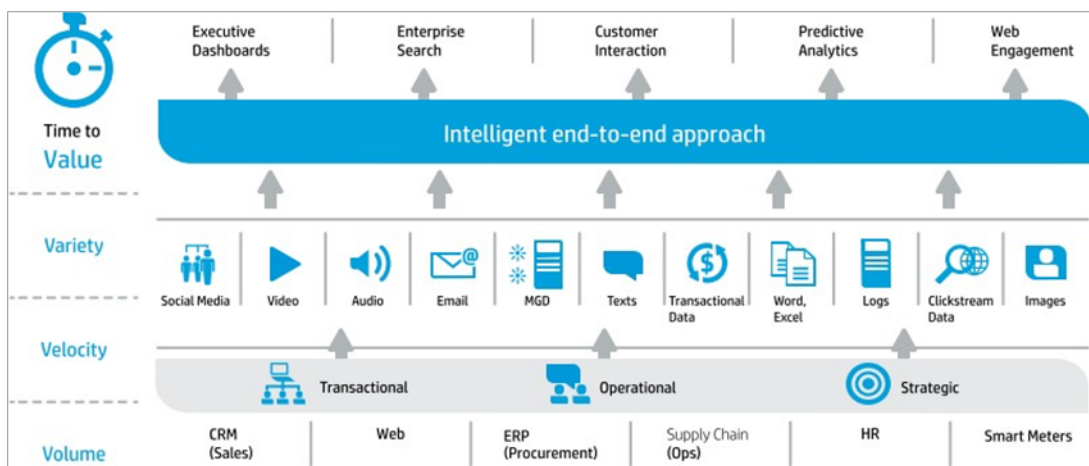 Executive
Dashboards
Enterprise
Search
Customer
Interaction
Predictive
Analytics
Web
Engagement
Time to
Value
Intelligent end-to-end approach
Variety
Social Media
Video
Audio
@
Email
MGD
Texts
$
Transactional
Data
Word,
Excel
Logs
Clickstream
Data
Images
Velocity
Transactional
Operational
Strategic
Volume
CRM
(Sales)
Web
ERP
(Procurement)
Supply Chain
(Ops)
HR
Smart Meters